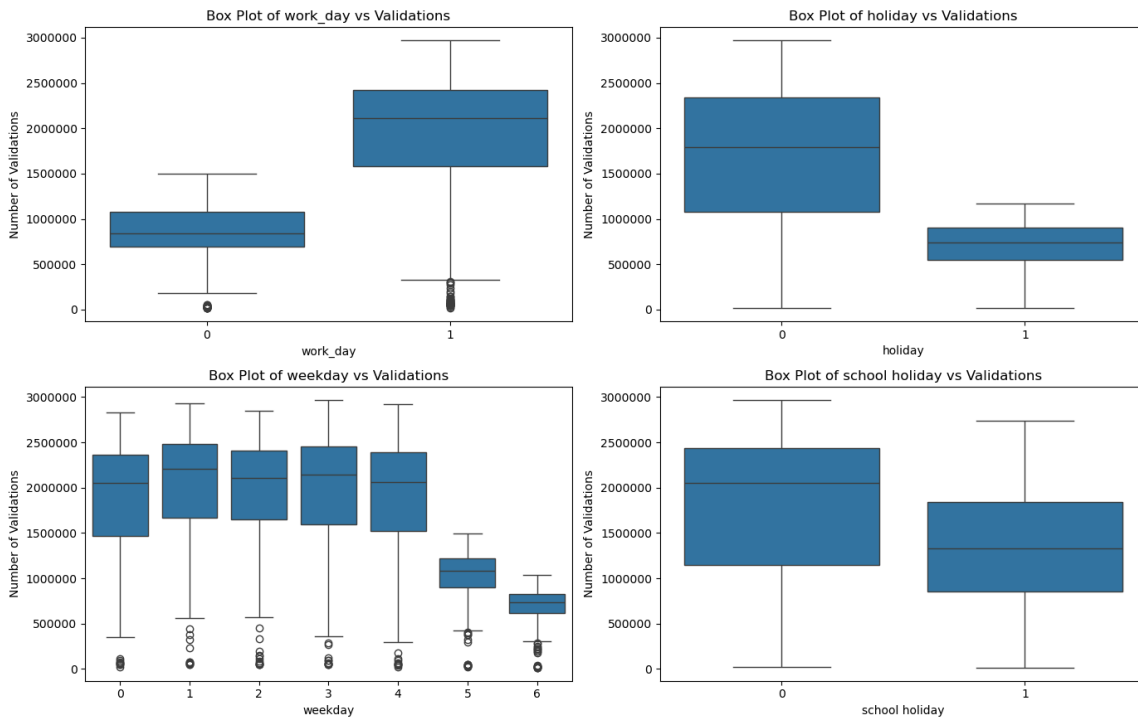 Box Plot of work_day vs Validations
Number of Validations
3000000
2500000
2000000
1500000
1000000
500000
0
0 1
work_day
Box Plot of holiday vs Validations
Number of Validations
3000000
2500000
2000000
1500000
1000000
500000
0
0 1
holiday
Box Plot of weekday vs Validations
Number of Validations
3000000
2500000
2000000
1500000
1000000
500000
0
0 1 2 3 4 5 6
weekday
Box Plot of school holiday vs Validations
Number of Validations
3000000
2500000
2000000
1500000
1000000
500000
0
0 1
school holiday